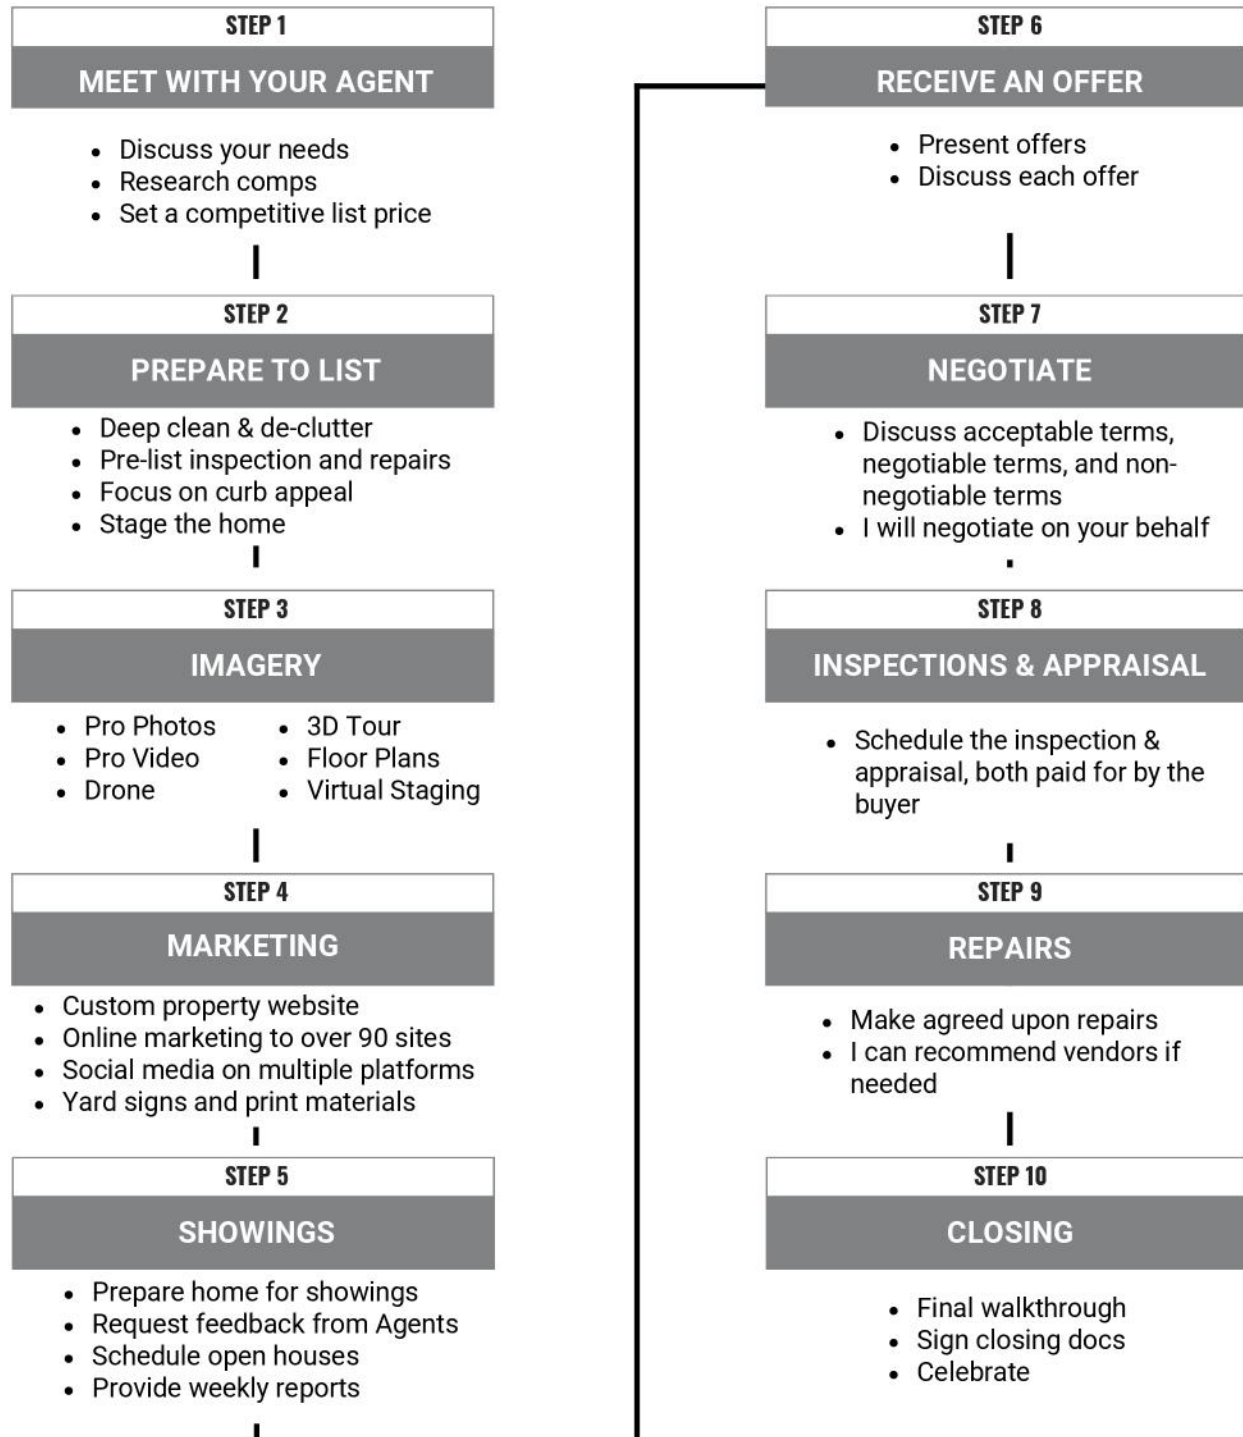 STEP 1
MEET WITH YOUR AGENT
• Discuss your needs
• Research comps
• Set a competitive list price
STEP 2
PREPARE TO LIST
• Deep clean & de-clutter
• Pre-list inspection and repairs
• Focus on curb appeal
• Stage the home
STEP 3
IMAGERY
• Pro Photos
• Pro Video
• Drone
• 3D Tour
• Floor Plans
• Virtual Staging
STEP 4
MARKETING
• Custom property website
• Online marketing to over 90 sites
• Social media on multiple platforms
• Yard signs and print materials
STEP 5
SHOWINGS
• Prepare home for showings
• Request feedback from Agents
• Schedule open houses
• Provide weekly reports
STEP 6
RECEIVE AN OFFER
• Present offers
• Discuss each offer
STEP 7
NEGOTIATE
• Discuss acceptable terms,
negotiable terms, and non-
negotiable terms
• I will negotiate on your behalf
STEP 8
INSPECTIONS & APPRAISAL
• Schedule the inspection &
appraisal, both paid for by the
buyer
STEP 9
REPAIRS
• Make agreed upon repairs
• I can recommend vendors if
needed
STEP 10
CLOSING
• Final walkthrough
• Sign closing docs
• Celebrate